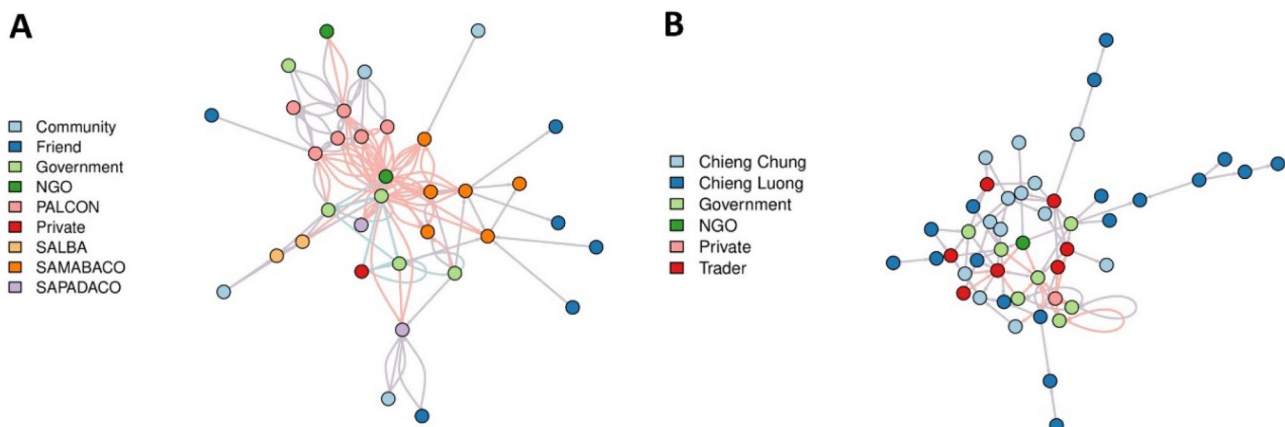 A
Community
Friend
Government
NGO
PALCON
Private
SALBA
SAMABACO
SAPADACO
B
Chieng Chung
Chieng Luong
Government
NGO
Private
Trader